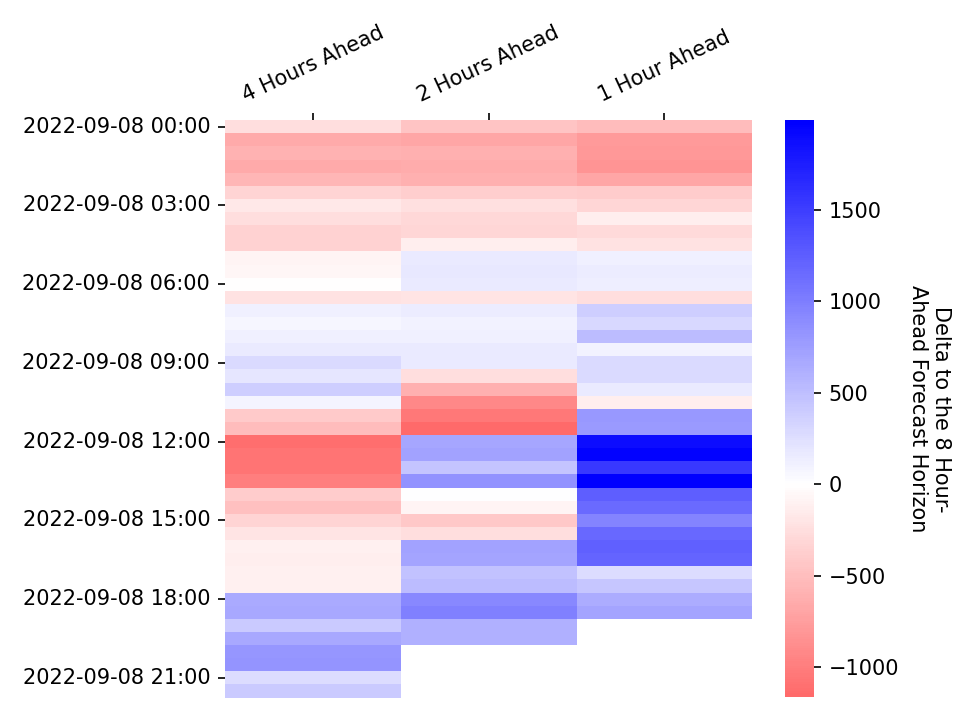 4 Hours Ahead
2 Hours Ahead
1 Hour Ahead
2022-09-08 00:00
2022-09-08 03:00
2022-09-08 06:00
2022-09-08 09:00
2022-09-08 12:00
2022-09-08 15:00
2022-09-08 18:00
2022-09-08 21:00
1500
1000
500
0
−500
−1000
Delta to the 8 Hour-
Ahead Forecast Horizon